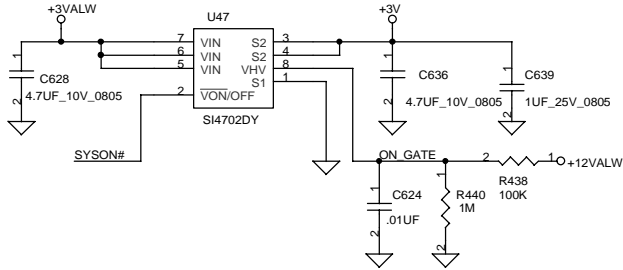 +3VALW
U47
+3V
7 VIN S2 3
6 VIN S2 4
5 VIN VHV 8
S1 1
2 VON/OFF
SI4702DY
1
C628
4.7UF_10V_0805
2
1
C636
4.7UF_10V_0805
2
1
C639
1UF_25V_0805
2
SYSON#
ON_GATE
2 1
+12VALW
R438
100K
1
C624
.01UF
2
1
R440
1M
2